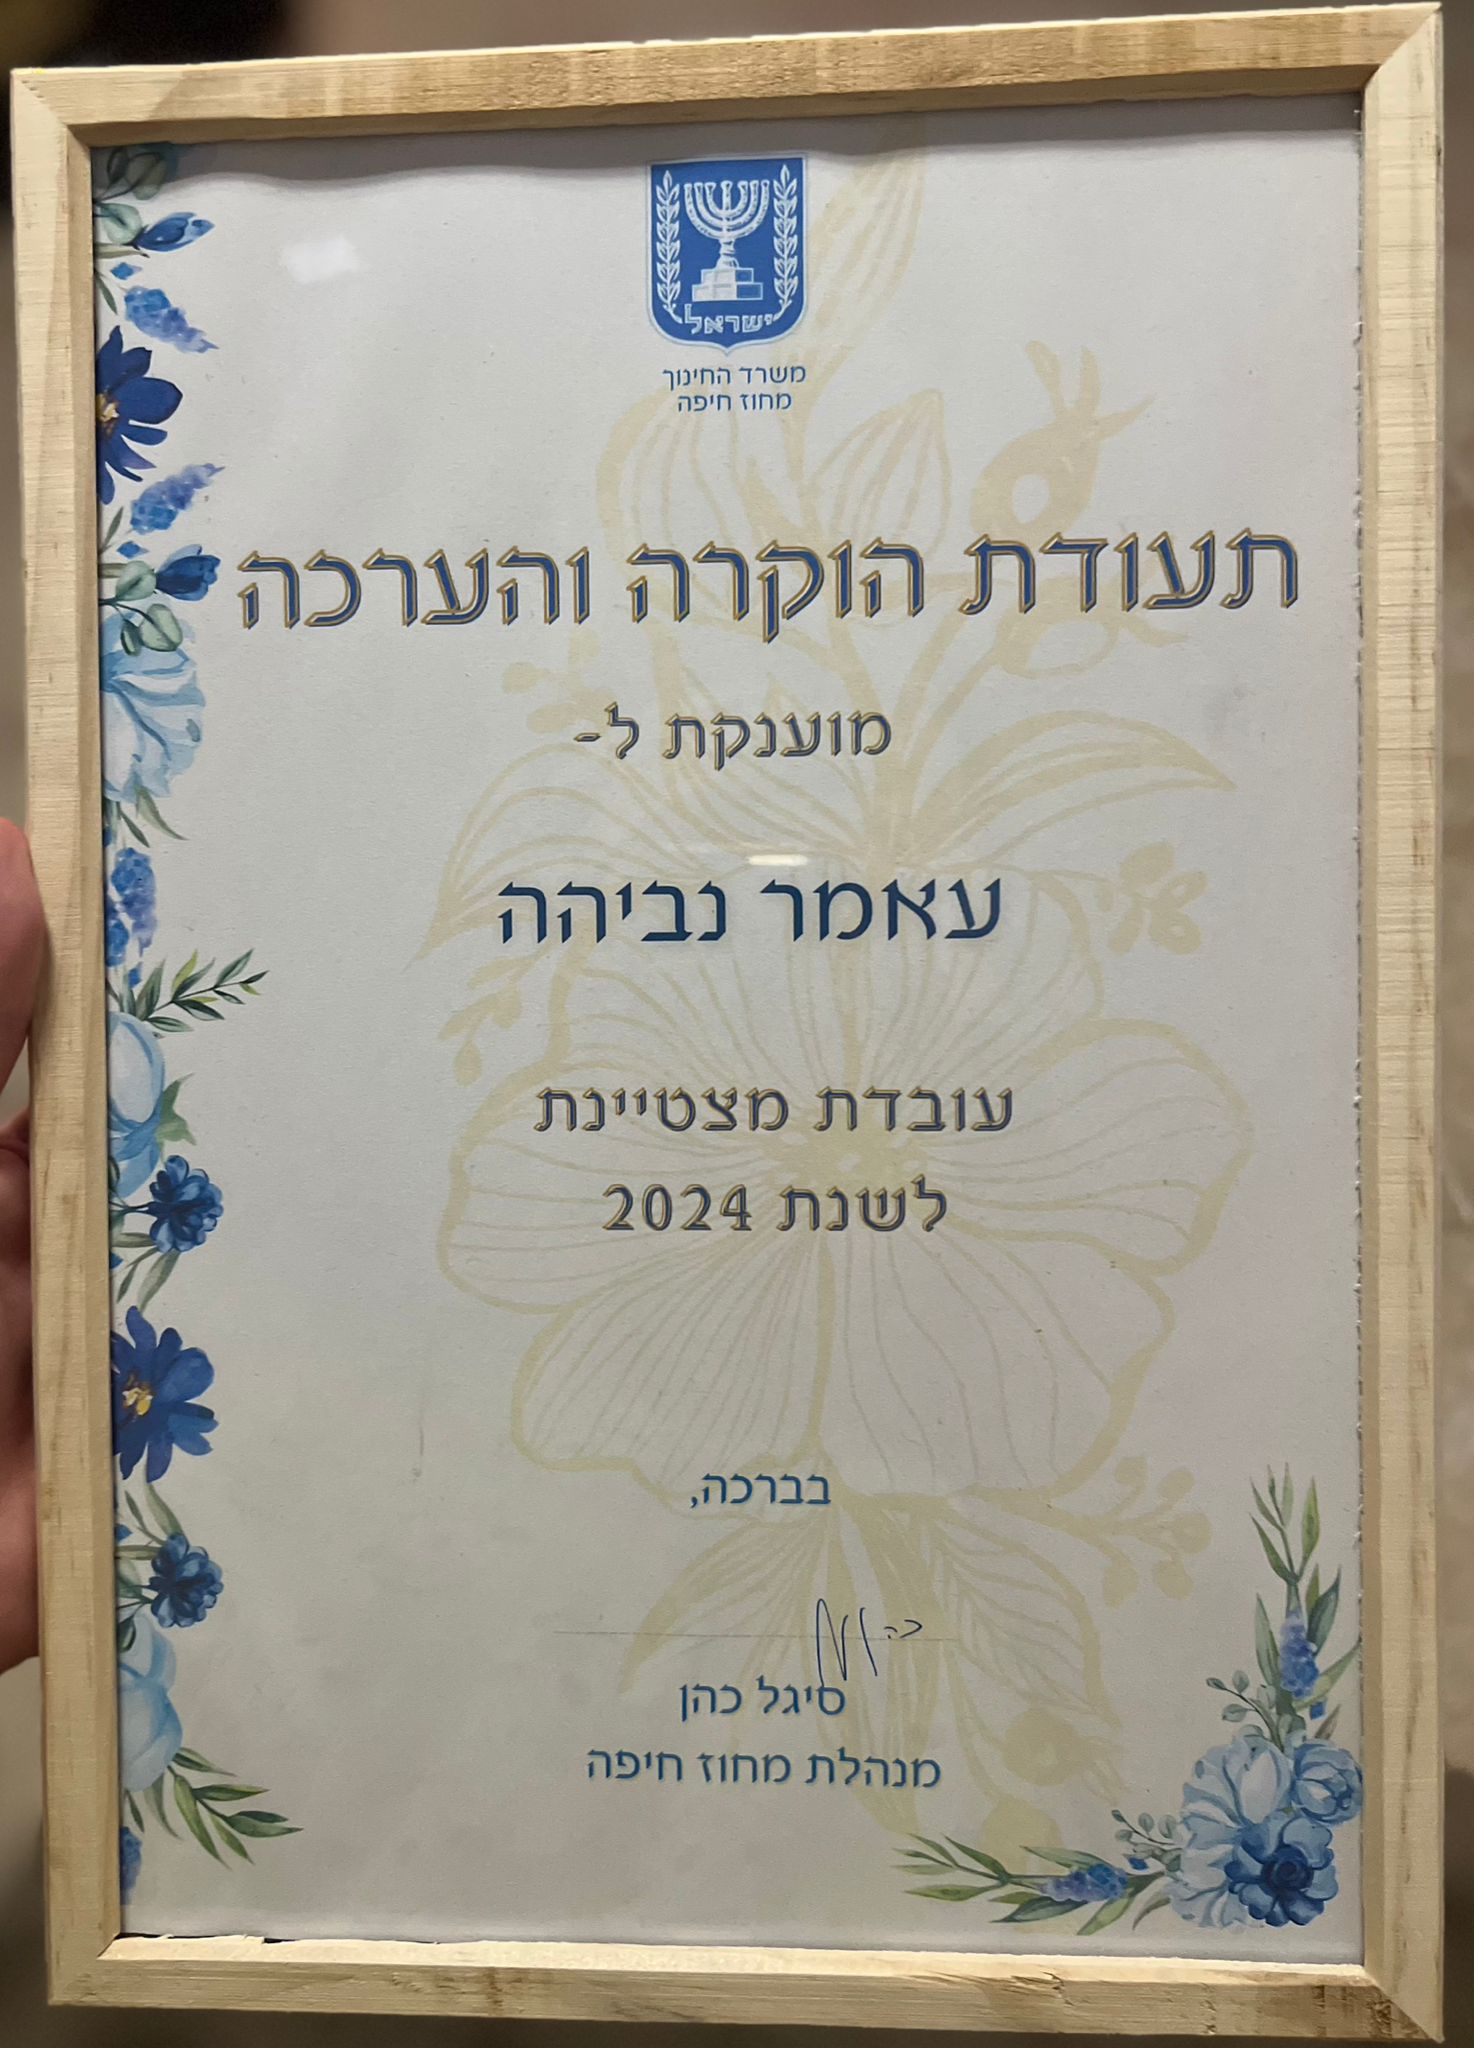 ישראל
משרד החינוך
מחוז חיפה
תעודת הוקרה והערכה
מוענקת ל-
עאמר נביהה
עובדת מצטיינת
לשנת 2024
בברכה,
סיגל כהן
מנהלת מחוז חיפה